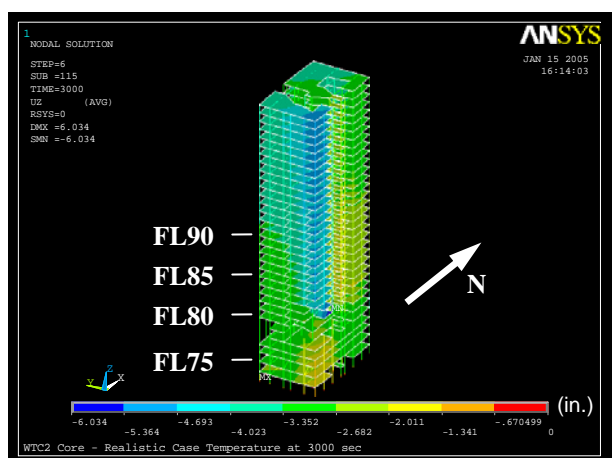 1
NODAL SOLUTION
STEP=6
SUB =115
TIME=3000
UZ (AVG)
RSYS=0
DMX =6.034
SMN =-6.034
ANSYS
JAN 15 2005
16:14:03
FL90
FL85
FL80
FL75
N
MN
MX
Z
Y
X
-6.034 -4.693 -3.352 -2.011 -.670499
-5.364 -4.023 -2.682 -1.341 0
(in.)
WTC2 Core - Realistic Case Temperature at 3000 sec